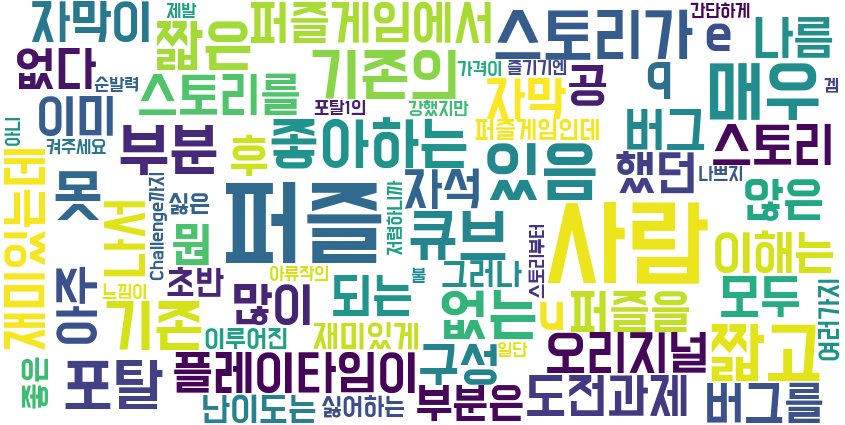 자막이
제발
퍼즐게임에서
스토리가
e
간단하게
나름
짧은
기존의
없다
순발력
스토리를
가격이
즐기기엔
q
공
매우
겜
이미
포탈1의
강했지만
자막
아니
켜주세요
부분
후
좋아하는
퍼즐게임인데
버그
스토리
있음
했던
나쁘지
재미있는데
못
Challenge까지
싫은
퍼즐
저렴하니까
자석
사람
않은
난
뭔
큐브
스토리부터
이해는
중
느낌이
초반
아류작의
불
그러나
기존
많이
되는
없는
u
퍼즐을
모두
여러가지
이루어진
재미있게
일단
오리지널
짧고
좋은
포탈
플레이타임이
구성
난이도는
싫어하는
부분은
도전과제
버그를